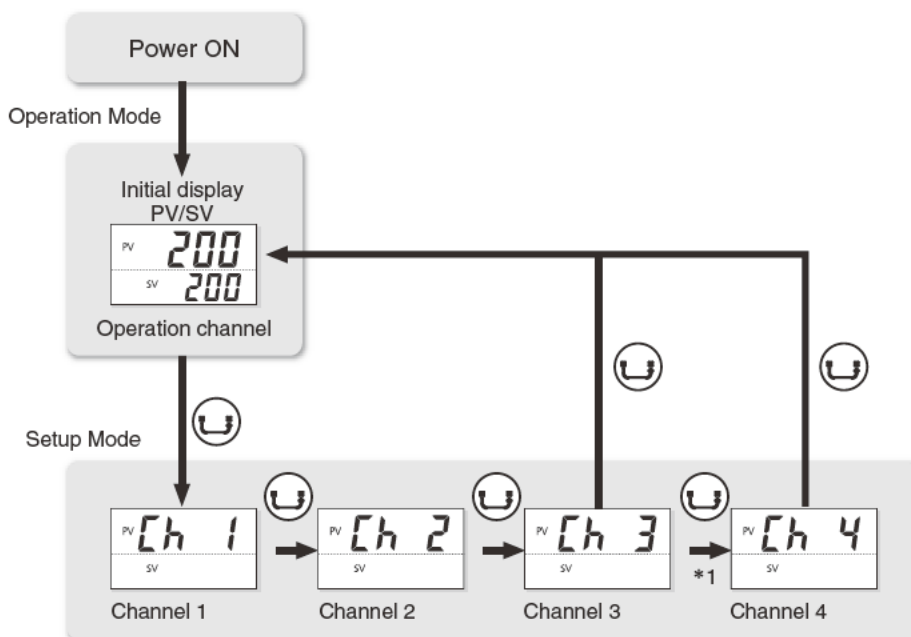 Power ON
Operation Mode
Initial display
PV/SV
PV 200
SV 200
Operation channel
Setup Mode
PV Ch 1
SV
Channel 1
PV Ch 2
SV
Channel 2
PV Ch 3
SV
Channel 3
*1
PV Ch 4
SV
Channel 4